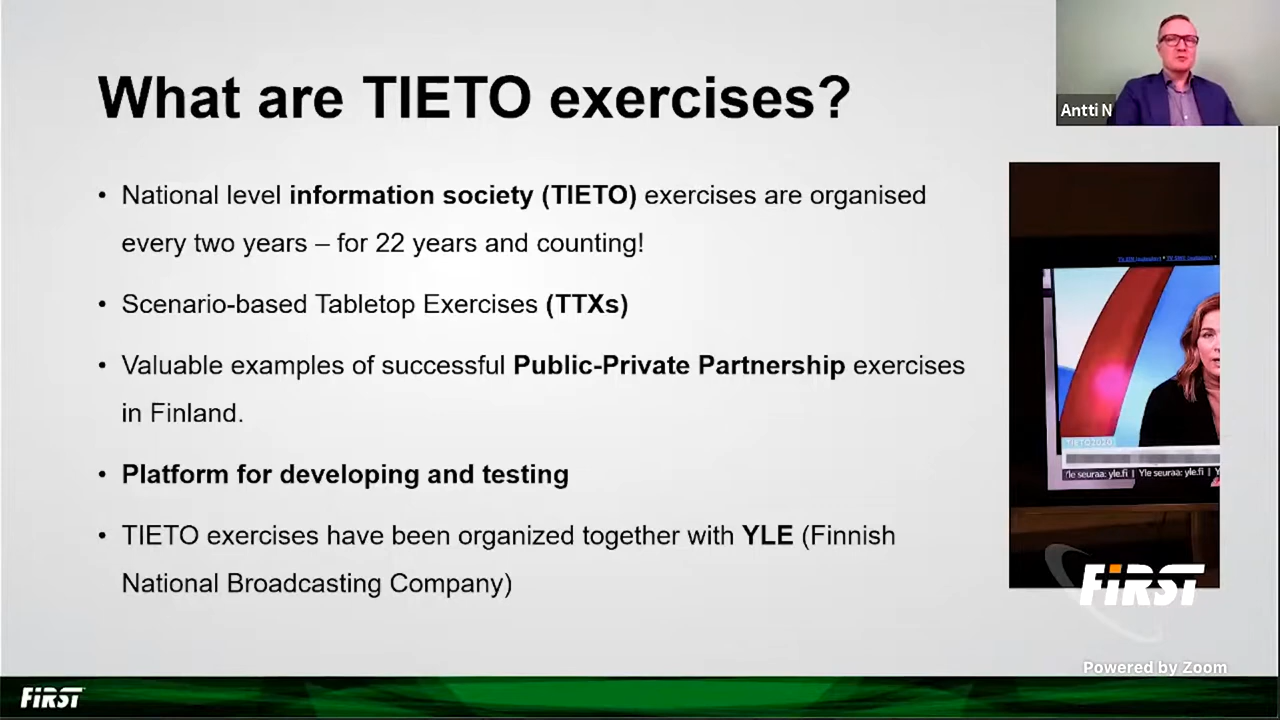 What are TIETO exercises?
Antti N
• National level information society (TIETO) exercises are organised
every two years – for 22 years and counting!
• Scenario-based Tabletop Exercises (TTXs)
• Valuable examples of successful Public-Private Partnership exercises
in Finland.
• Platform for developing and testing
• TIETO exercises have been organized together with YLE (Finnish
National Broadcasting Company)
TIETO2020
Yle seuraa: yle.fi | Yle seuraa: yle.fi | Y
FiRST
Powered by Zoom
FiRST